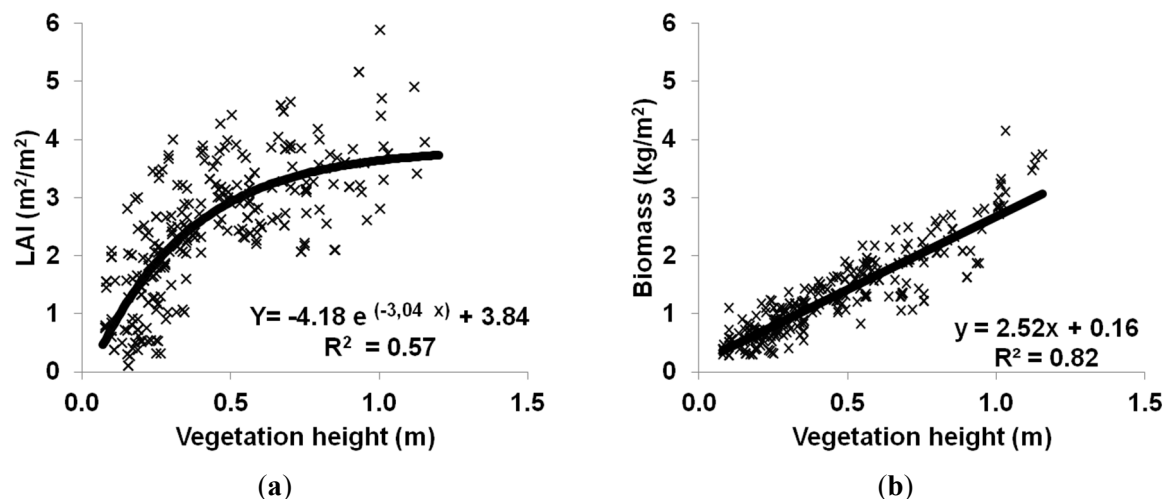 6
5
4
3
2
1
0
LAI (m²/m²)
Y= -4.18 e (-3,04 x) + 3.84
R² = 0.57
0.0 0.5 1.0 1.5
Vegetation height (m)
(a)
6
5
4
3
2
1
0
Biomass (kg/m²)
y = 2.52x + 0.16
R² = 0.82
0.0 0.5 1.0 1.5
Vegetation height (m)
(b)